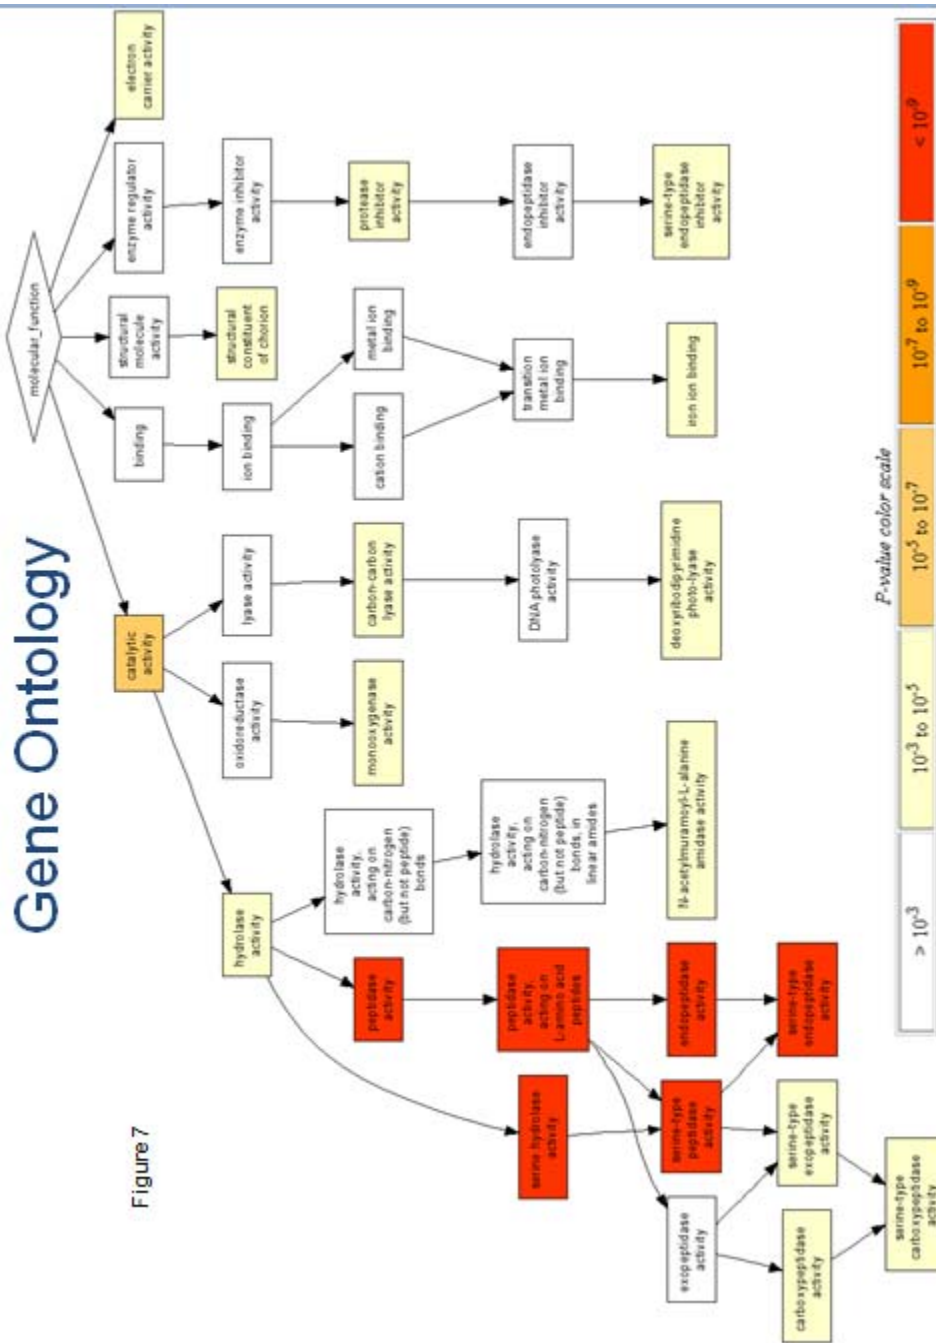 Gene Ontology
Figure 7
molecular_function
catalytic
activity
binding
structural
molecule
activity
enzyme regulator
activity
electron
carrier activity
hydrolase
activity
oxidoreductase
activity
lyase activity
ion binding
structural
constituent
of chorion
enzyme inhibitor
activity
peptidase
activity
hydrolase
activity,
acting on
carbon-nitrogen
(but not peptide)
bonds
monooxygenase
activity
carbon-carbon
lyase activity
cation binding
metal ion
binding
protease
inhibitor
activity
serine hydrolase
activity
peptidase
activity,
acting on
L-amino acid
peptides
hydrolase
activity,
acting on
carbon-nitrogen
(but not peptide)
bonds, in
linear amides
DNA photolyase
activity
transition
metal ion
binding
endopeptidase
inhibitor
activity
exopeptidase
activity
serine-type
peptidase
activity
endopeptidase
activity
N-acetylmuramoyl-L-alanine
amidase activity
deoxyribodipyrimidine
photo-lyase
activity
iron ion binding
serine-type
endopeptidase
inhibitor
activity
carboxypeptidase
activity
serine-type
exopeptidase
activity
serine-type
endopeptidase
activity
serine-type
carboxypeptidase
activity
P-value color scale
> 10⁻³
10⁻³ to 10⁻⁵
10⁻⁵ to 10⁻⁷
10⁻⁷ to 10⁻⁹
< 10⁻⁹